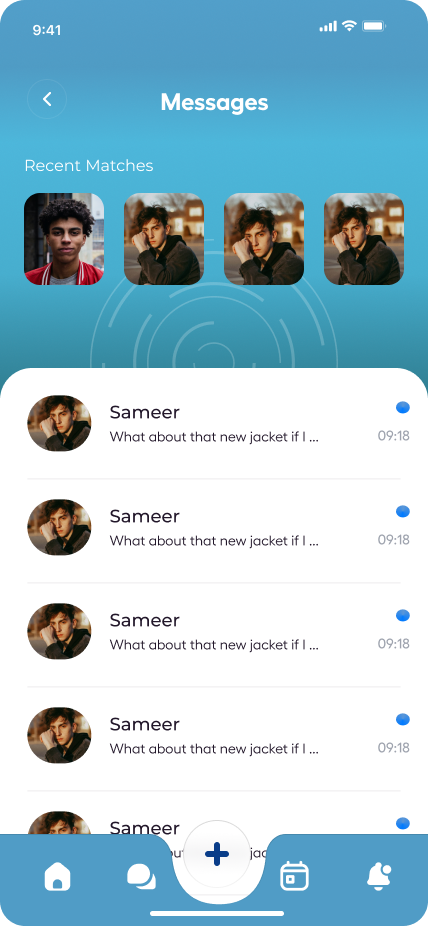 9:41
Messages
Recent Matches
Sameer
What about that new jacket if I ...
09:18
Sameer
What about that new jacket if I ...
09:18
Sameer
What about that new jacket if I ...
09:18
Sameer
What about that new jacket if I ...
09:18
Sameer